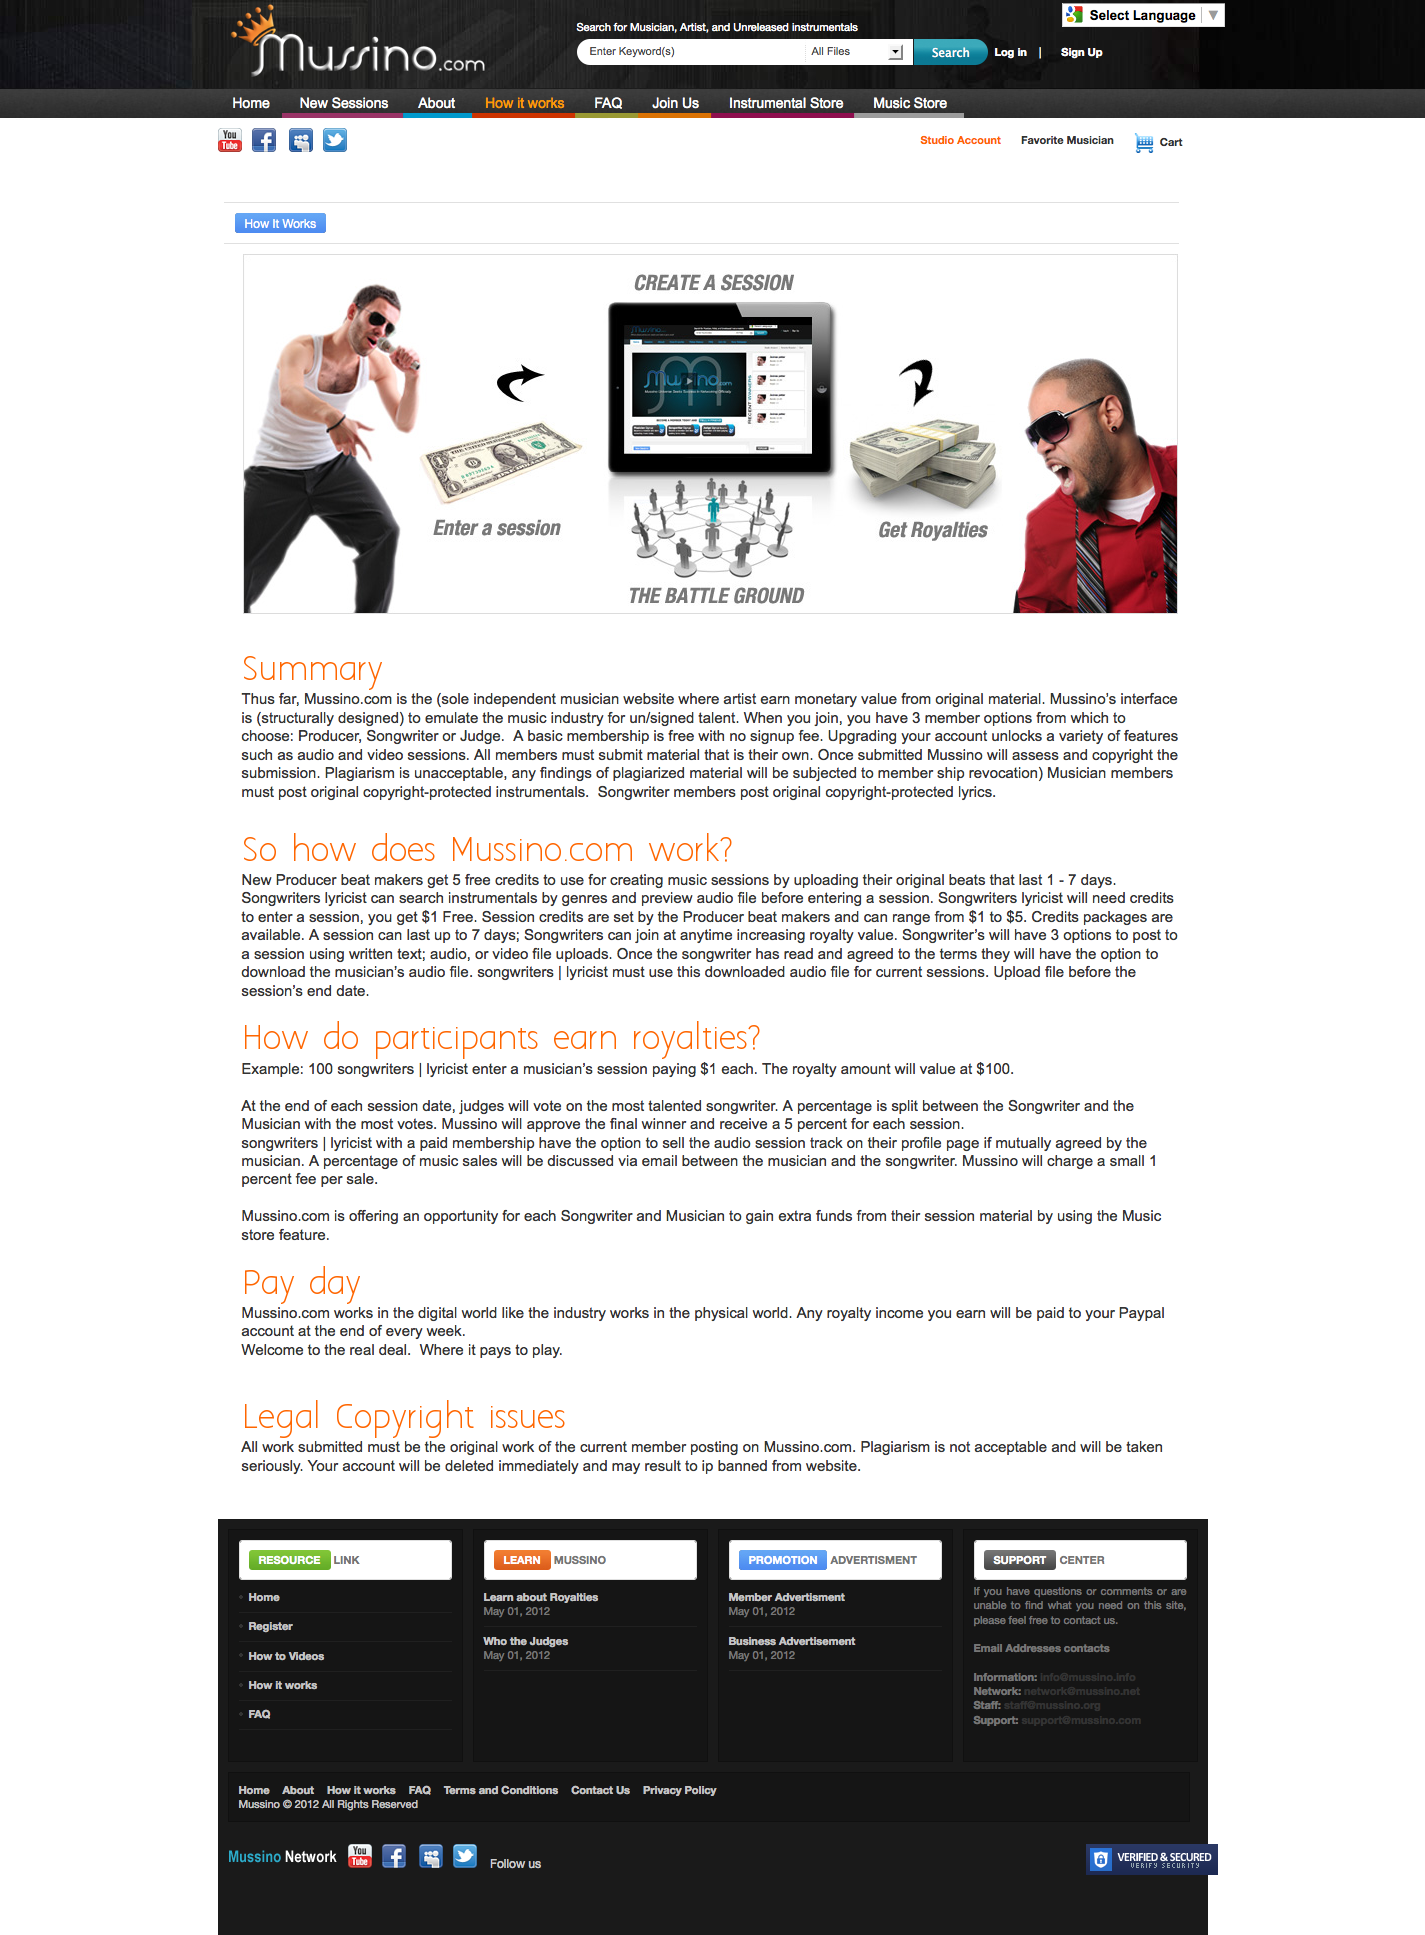 Select Language ▼
Mussino.com
Search for Musician, Artist, and Unreleased instrumentals
Enter Keyword(s) All Files Search Log in | Sign Up
Home New Sessions About How it works FAQ Join Us Instrumental Store Music Store
You Tube
Studio Account Favorite Musician Cart
How It Works
CREATE A SESSION
Mussino.com
RECENT WINNERS
Enter a session
Get Royalties
THE BATTLE GROUND
Summary
Thus far, Mussino.com is the (sole independent musician website where artist earn monetary value from original material. Mussino’s interface
is (structurally designed) to emulate the music industry for un/signed talent. When you join, you have 3 member options from which to
choose: Producer, Songwriter or Judge.  A basic membership is free with no signup fee. Upgrading your account unlocks a variety of features
such as audio and video sessions. All members must submit material that is their own. Once submitted Mussino will assess and copyright the
submission. Plagiarism is unacceptable, any findings of plagiarized material will be subjected to member ship revocation) Musician members
must post original copyright-protected instrumentals.  Songwriter members post original copyright-protected lyrics.
So how does Mussino.com work?
New Producer beat makers get 5 free credits to use for creating music sessions by uploading their original beats that last 1 - 7 days.
Songwriters lyricist can search instrumentals by genres and preview audio file before entering a session. Songwriters lyricist will need credits
to enter a session, you get $1 Free. Session credits are set by the Producer beat makers and can range from $1 to $5. Credits packages are
available. A session can last up to 7 days; Songwriters can join at anytime increasing royalty value. Songwriter’s will have 3 options to post to
a session using written text; audio, or video file uploads. Once the songwriter has read and agreed to the terms they will have the option to
download the musician’s audio file. songwriters | lyricist must use this downloaded audio file for current sessions. Upload file before the
session’s end date.
How do participants earn royalties?
Example: 100 songwriters | lyricist enter a musician’s session paying $1 each. The royalty amount will value at $100.
At the end of each session date, judges will vote on the most talented songwriter. A percentage is split between the Songwriter and the
Musician with the most votes. Mussino will approve the final winner and receive a 5 percent for each session.
songwriters | lyricist with a paid membership have the option to sell the audio session track on their profile page if mutually agreed by the
musician. A percentage of music sales will be discussed via email between the musician and the songwriter. Mussino will charge a small 1
percent fee per sale.
Mussino.com is offering an opportunity for each Songwriter and Musician to gain extra funds from their session material by using the Music
store feature.
Pay day
Mussino.com works in the digital world like the industry works in the physical world. Any royalty income you earn will be paid to your Paypal
account at the end of every week.
Welcome to the real deal.  Where it pays to play.
Legal Copyright issues
All work submitted must be the original work of the current member posting on Mussino.com. Plagiarism is not acceptable and will be taken
seriously. Your account will be deleted immediately and may result to ip banned from website.
RESOURCE LINK
Home
Register
How to Videos
How it works
FAQ
LEARN MUSSINO
Learn about Royalties
May 01, 2012
Who the Judges
May 01, 2012
PROMOTION ADVERTISMENT
Member Advertisment
May 01, 2012
Business Advertisement
May 01, 2012
SUPPORT CENTER
If you have questions or comments or are
unable to find what you need on this site,
please feel free to contact us.
Email Addresses contacts
Information: info@mussino.info
Network: network@mussino.net
Staff: staff@mussino.org
Support: support@mussino.com
Home About How it works FAQ Terms and Conditions Contact Us Privacy Policy
Mussino © 2012 All Rights Reserved
Mussino Network You Tube Follow us
VERIFIED & SECURED
VERIFY SECURITY